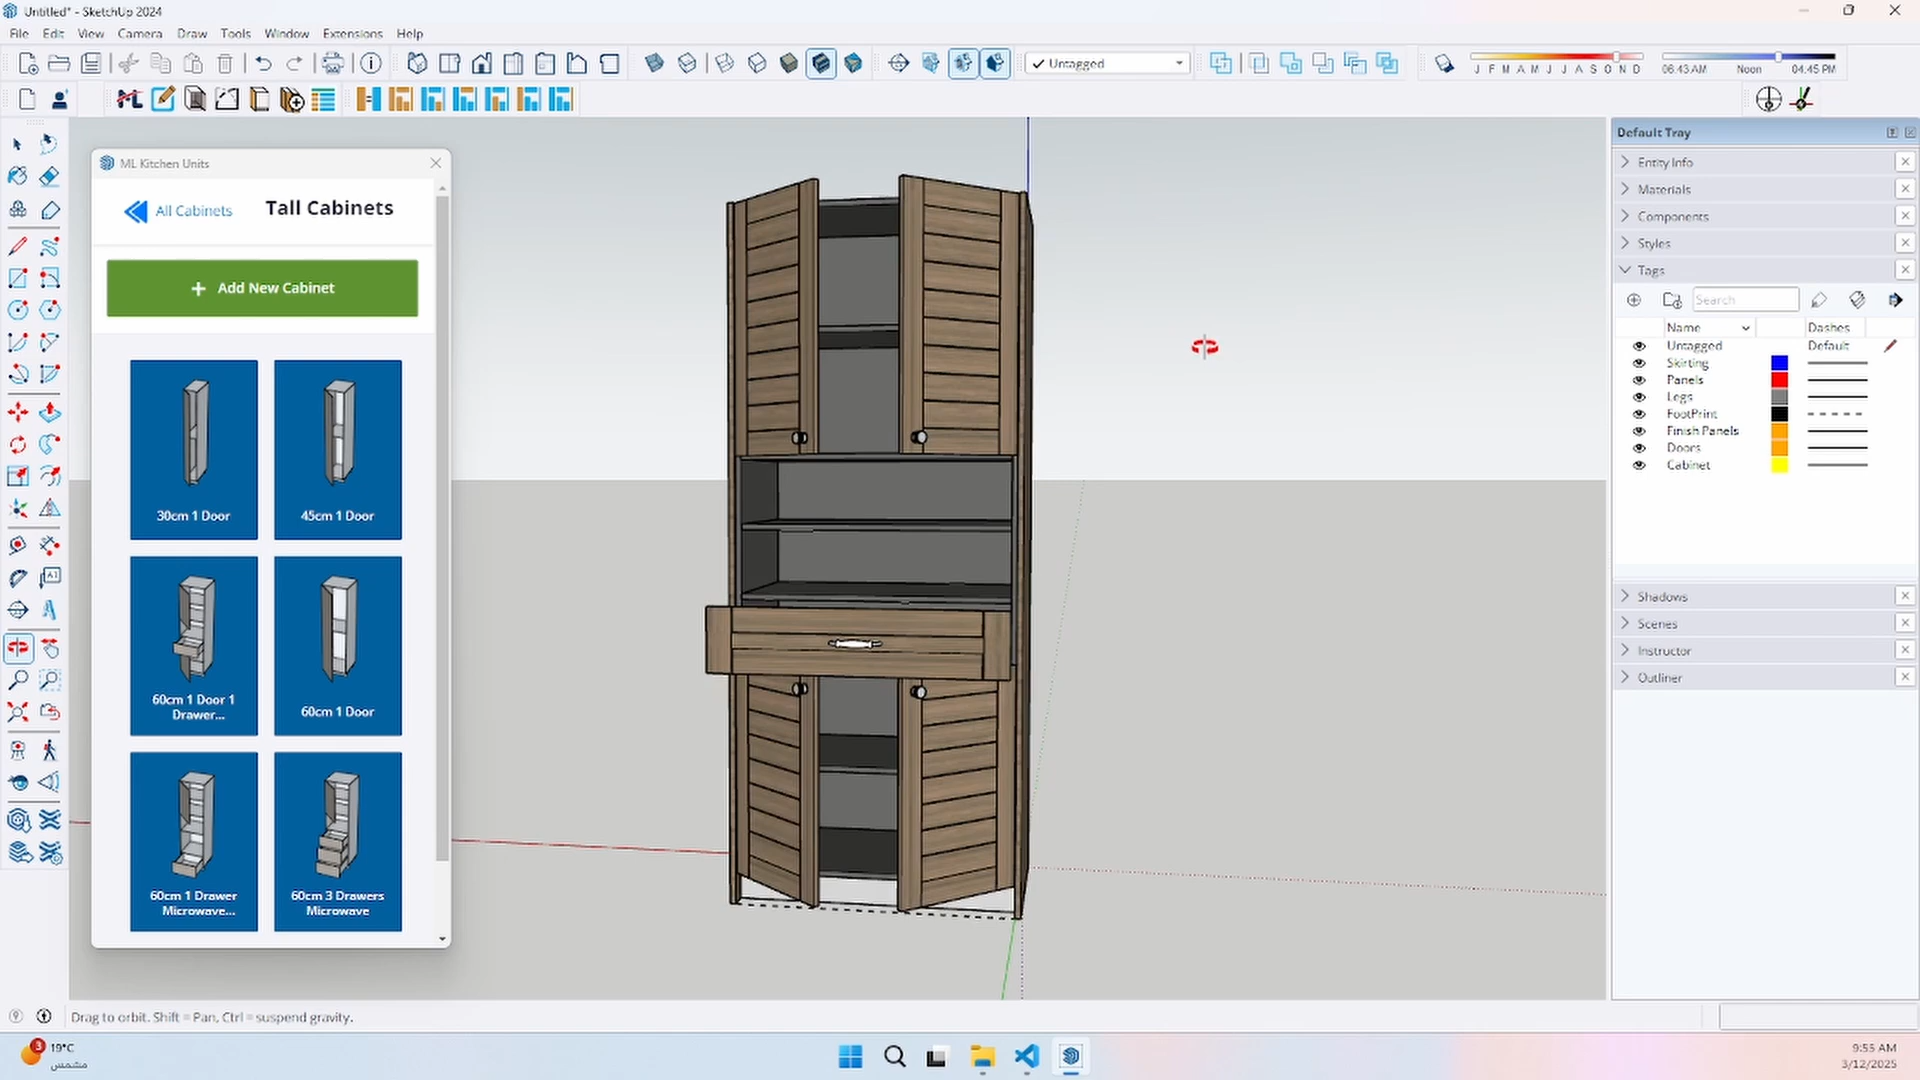 Untitled* - SketchUp 2024
File Edit View Camera Draw Tools Window Extensions Help
Untagged
J F M A M J J A S O N D
06:43 AM Noon 04:45 PM
ML Kitchen Units
All Cabinets
Tall Cabinets
+ Add New Cabinet
30cm 1 Door
45cm 1 Door
60cm 1 Door 1
Drawer...
60cm 1 Door
60cm 1 Drawer
Microwave...
60cm 3 Drawers
Microwave
Default Tray
Entity Info
Materials
Components
Styles
Tags
Search
Name Dashes
Untagged Default
Skirting
Panels
Legs
FootPrint
Finish Panels
Doors
Cabinet
Shadows
Scenes
Instructor
Outliner
Drag to orbit. Shift = Pan, Ctrl = suspend gravity.
3
19°C
مشمس
9:55 AM
3/12/2025